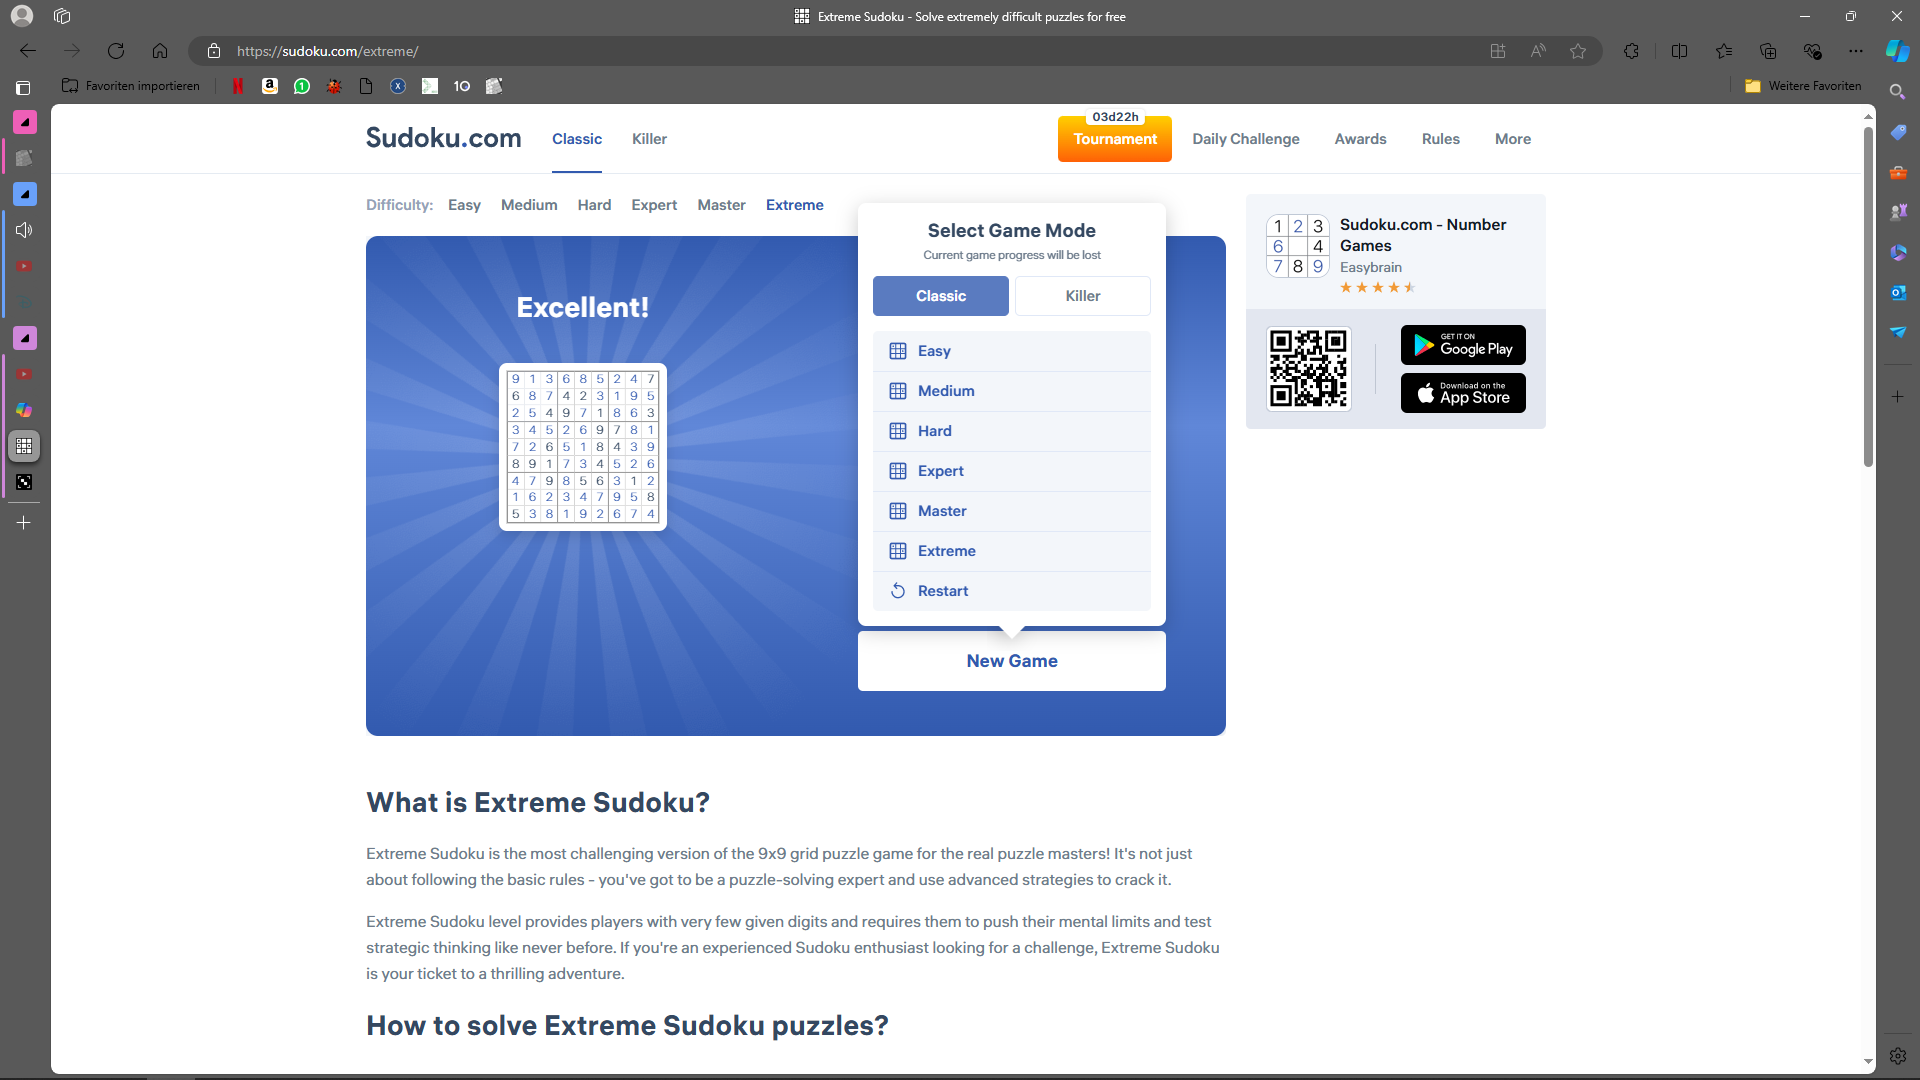 Extreme Sudoku - Solve extremely difficult puzzles for free
https://sudoku.com/extreme/
Favoriten importieren
Weitere Favoriten
Sudoku.com
Classic
Killer
03d22h
Tournament
Daily Challenge
Awards
Rules
More
Difficulty: Easy Medium Hard Expert Master Extreme
Excellent!
9 1 3 6 8 5 2 4 7
6 8 7 4 2 3 1 9 5
2 5 4 9 7 1 8 6 3
3 4 5 2 6 9 7 8 1
7 2 6 5 1 8 4 3 9
8 9 1 7 3 4 5 2 6
4 7 9 8 5 6 3 1 2
1 6 2 3 4 7 9 5 8
5 3 8 1 9 2 6 7 4
Select Game Mode
Current game progress will be lost
Classic
Killer
Easy
Medium
Hard
Expert
Master
Extreme
Restart
New Game
1 2 3
6 4
7 8 9
Sudoku.com - Number
Games
Easybrain
GET IT ON
Google Play
Download on the
App Store
What is Extreme Sudoku?
Extreme Sudoku is the most challenging version of the 9x9 grid puzzle game for the real puzzle masters! It's not just
about following the basic rules - you've got to be a puzzle-solving expert and use advanced strategies to crack it.
Extreme Sudoku level provides players with very few given digits and requires them to push their mental limits and test
strategic thinking like never before. If you're an experienced Sudoku enthusiast looking for a challenge, Extreme Sudoku
is your ticket to a thrilling adventure.
How to solve Extreme Sudoku puzzles?